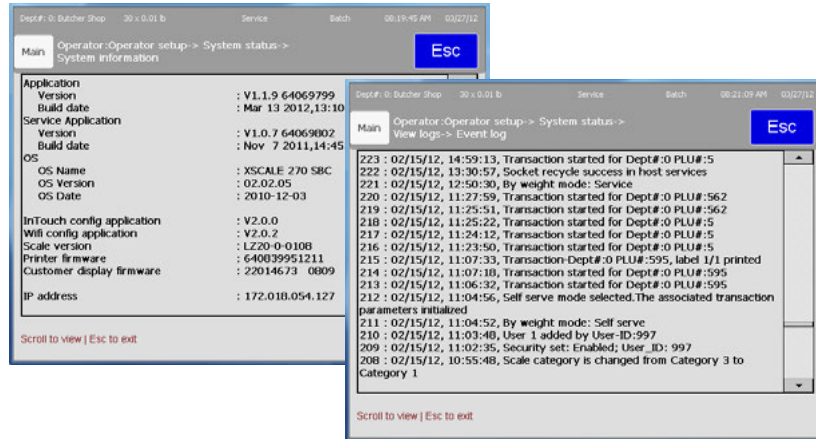 Dept#: 0: Butcher Shop 30 x 0.01 lb Service Batch 08:19:45 AM 03/27/12
Main
Operator:Operator setup-> System status->
System information
Esc
Application
Version : V1.1.9 64069799
Build date : Mar 13 2012,13:10
Service Application
Version : V1.0.7 64069802
Build date : Nov 7 2011,14:45
OS
OS Name : XSCALE 270 SBC
OS Version : 02.02.05
OS Date : 2010-12-03
InTouch config application : V2.0.0
Wifi config application : V2.0.2
Scale version : LZ20-0-0108
Printer firmware : 640839951211
Customer display firmware : 22014673 0809
IP address : 172.018.054.127
Scroll to view | Esc to exit
Dept#: 0: Butcher Shop 30 x 0.01 lb Service Batch 08:21:09 AM 03/27/12
Main
Operator:Operator setup-> System status->
View logs-> Event log
Esc
223 : 02/15/12, 14:59:13, Transaction started for Dept#:0 PLU#:5
222 : 02/15/12, 13:30:57, Socket recycle success in host services
221 : 02/15/12, 12:50:30, By weight mode: Service
220 : 02/15/12, 11:27:59, Transaction started for Dept#:0 PLU#:562
219 : 02/15/12, 11:25:51, Transaction started for Dept#:0 PLU#:562
218 : 02/15/12, 11:25:22, Transaction started for Dept#:0 PLU#:5
217 : 02/15/12, 11:24:12, Transaction started for Dept#:0 PLU#:5
216 : 02/15/12, 11:23:50, Transaction started for Dept#:0 PLU#:5
215 : 02/15/12, 11:07:33, Transaction-Dept#:0 PLU#:595, label 1/1 printed
214 : 02/15/12, 11:07:18, Transaction started for Dept#:0 PLU#:595
213 : 02/15/12, 11:06:32, Transaction started for Dept#:0 PLU#:595
212 : 02/15/12, 11:04:56, Self serve mode selected.The associated transaction
parameters initialized
211 : 02/15/12, 11:04:52, By weight mode: Self serve
210 : 02/15/12, 11:03:48, User 1 added by User-ID:997
209 : 02/15/12, 11:02:35, Security set: Enabled; User_ID: 997
208 : 02/15/12, 10:55:48, Scale category is changed from Category 3 to
Category 1
Scroll to view | Esc to exit